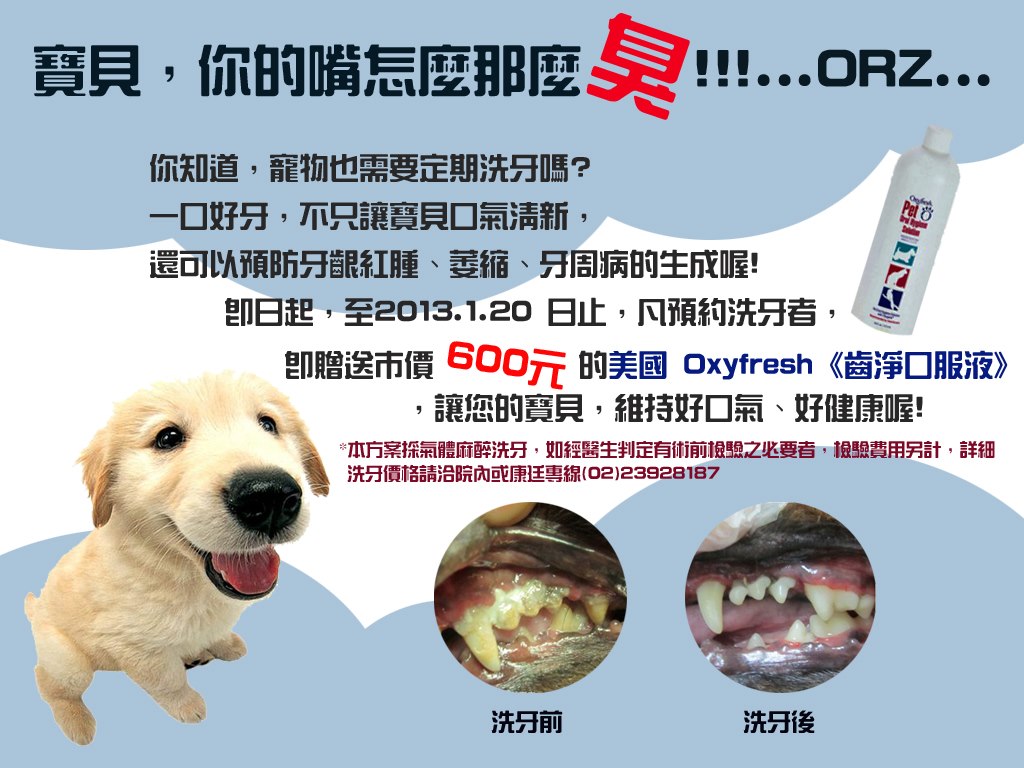 寶貝，你的嘴怎麼那麼臭!!!...ORZ...
你知道，寵物也需要定期洗牙嗎?
一口好牙，不只讓寶貝口氣清新，
還可以預防牙齦紅腫、萎縮、牙周病的生成喔!
即日起，至2013.1.20 日止，凡預約洗牙者，
即贈送市價 600元 的美國 Oxyfresh《齒淨口服液》
，讓您的寶貝，維持好口氣、好健康喔!
*本方案採氣體麻醉洗牙，如經醫生判定有術前檢驗之必要者，檢驗費用另計，詳細
洗牙價格請洽院內或康廷專線(02)23928187
Oxyfresh
Pet
Oral Hygiene
Solution
洗牙前
洗牙後